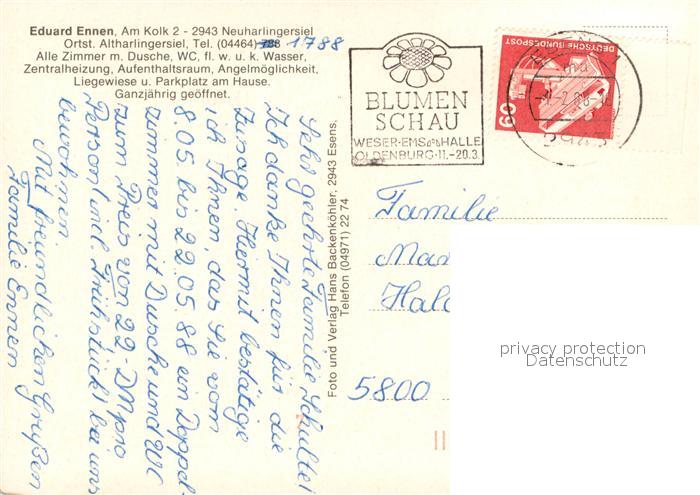 Eduard Ennen, Am Kolk 2 - 2943 Neuharlingersiel
Ortst. Altharlingersiel, Tel. (04464) 1788
Alle Zimmer m. Dusche, WC, fl. w. u. k. Wasser,
Zentralheizung, Aufenthaltsraum, Angelmöglichkeit,
Liegewiese u. Parkplatz am Hause.
Ganzjährig geöffnet.
Sehr geehrte Familie Schultei
Ich danke Ihnen für die
Zusage. Hiermit bestätige
ich Ihnen, das Sie vom
8.05. bis 22.05.88 ein Doppel-
zimmer mit Dusche und WC
zum Preis von 22,- DM pro
Person incl. Frühstück bei uns
bewohnen.
Mit freundlichen Grüßen
Familie Ennen
Foto und Verlag Hans Backenköhler, 2943 Esens,
Telefon (04971) 22 74
BLUMEN
SCHAU
WESER-EMS-HALLE
OLDENBURG·11.-20.3.
DEUTSCHE BUNDESPOST
60
Familie
5800
privacy protection
Datenschutz